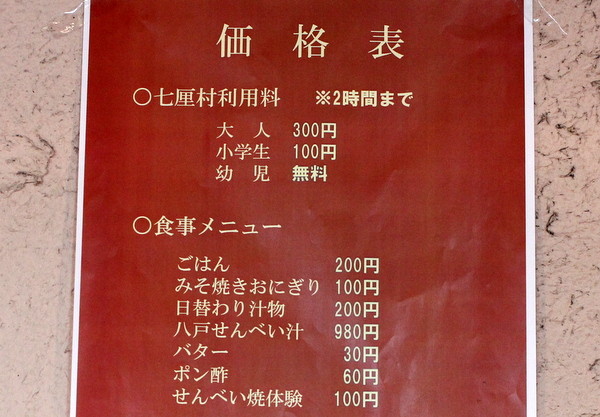 価格表
○七厘村利用料 ※2時間まで
大人 300円
小学生 100円
幼児 無料
○食事メニュー
ごはん 200円
みそ焼きおにぎり 100円
日替わり汁物 200円
八戸せんべい汁 980円
バター 30円
ポン酢 60円
せんべい焼体験 100円